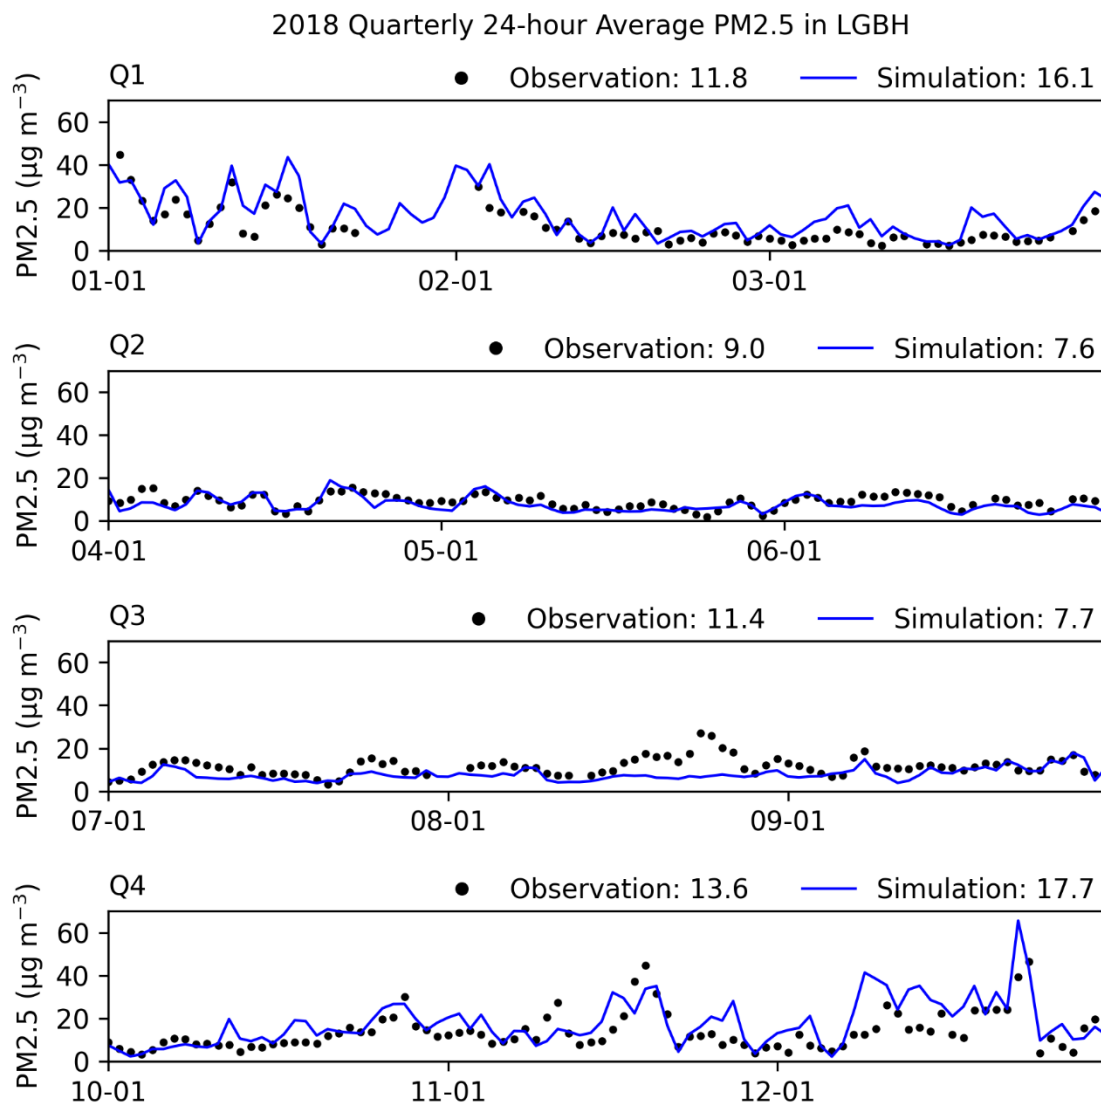 2018 Quarterly 24-hour Average PM2.5 in LGBH
Q1 Observation: 11.8 Simulation: 16.1
PM2.5 (μg m⁻³)
60
40
20
0
01-01 02-01 03-01
Q2 Observation: 9.0 Simulation: 7.6
PM2.5 (μg m⁻³)
60
40
20
0
04-01 05-01 06-01
Q3 Observation: 11.4 Simulation: 7.7
PM2.5 (μg m⁻³)
60
40
20
0
07-01 08-01 09-01
Q4 Observation: 13.6 Simulation: 17.7
PM2.5 (μg m⁻³)
60
40
20
0
10-01 11-01 12-01